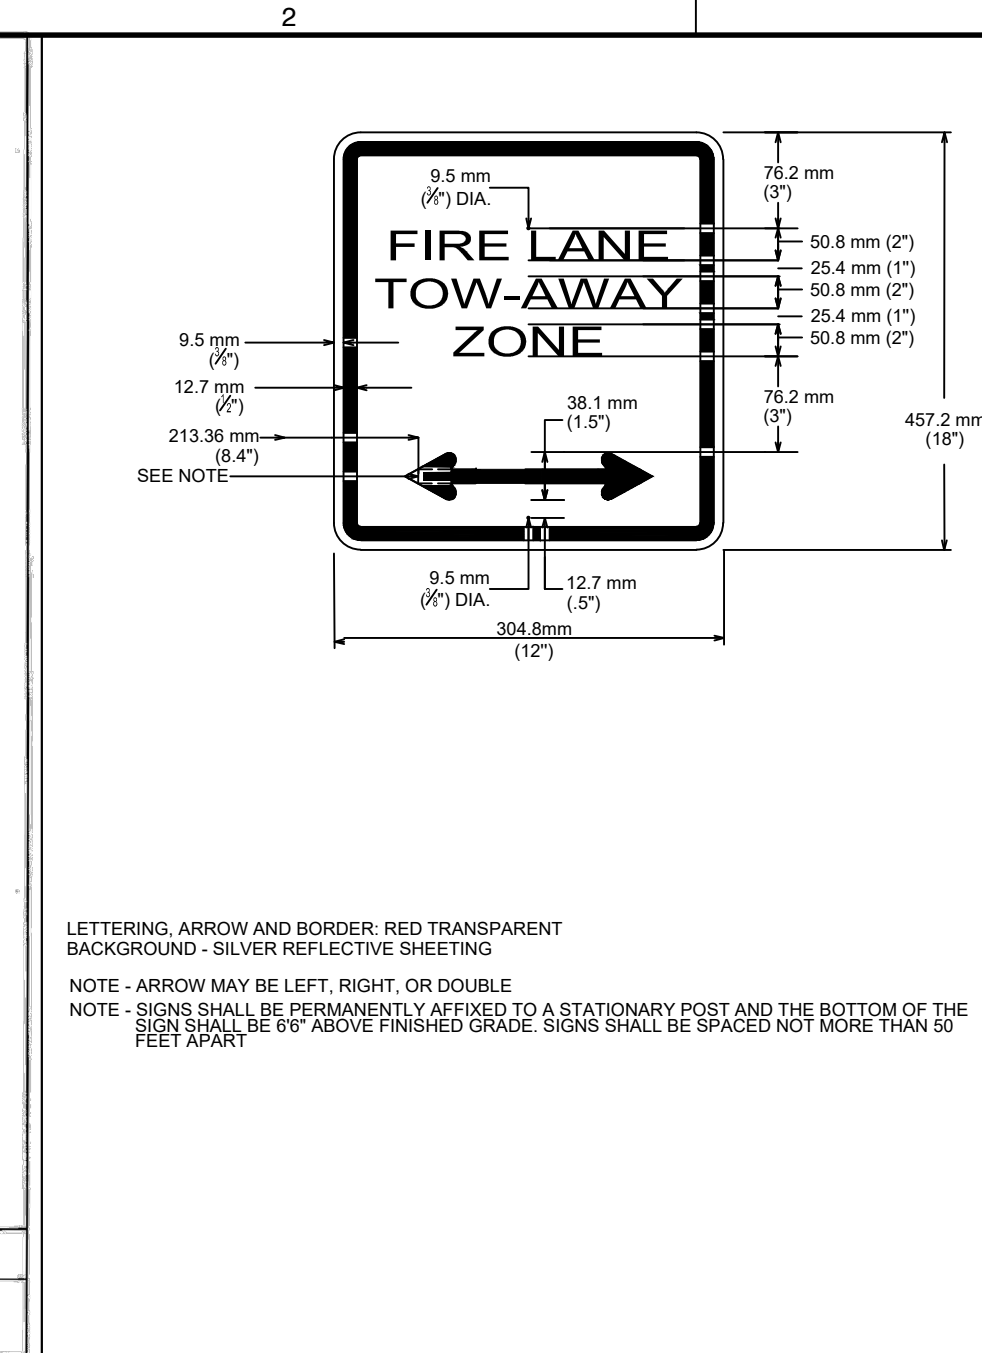 2
9.5 mm
(3/8") DIA.
76.2 mm
(3")
FIRE LANE
50.8 mm (2")
25.4 mm (1")
TOW-AWAY
50.8 mm (2")
25.4 mm (1")
ZONE
50.8 mm (2")
9.5 mm
(3/8")
12.7 mm
(1/2")
38.1 mm
(1.5")
76.2 mm
(3")
457.2 mm
(18")
213.36 mm
(8.4")
SEE NOTE
9.5 mm
(3/8") DIA.
12.7 mm
(.5")
304.8mm
(12")
LETTERING, ARROW AND BORDER: RED TRANSPARENT
BACKGROUND - SILVER REFLECTIVE SHEETING
NOTE - ARROW MAY BE LEFT, RIGHT, OR DOUBLE
NOTE - SIGNS SHALL BE PERMANENTLY AFFIXED TO A STATIONARY POST AND THE BOTTOM OF THE
SIGN SHALL BE 6'6" ABOVE FINISHED GRADE. SIGNS SHALL BE SPACED NOT MORE THAN 50
FEET APART